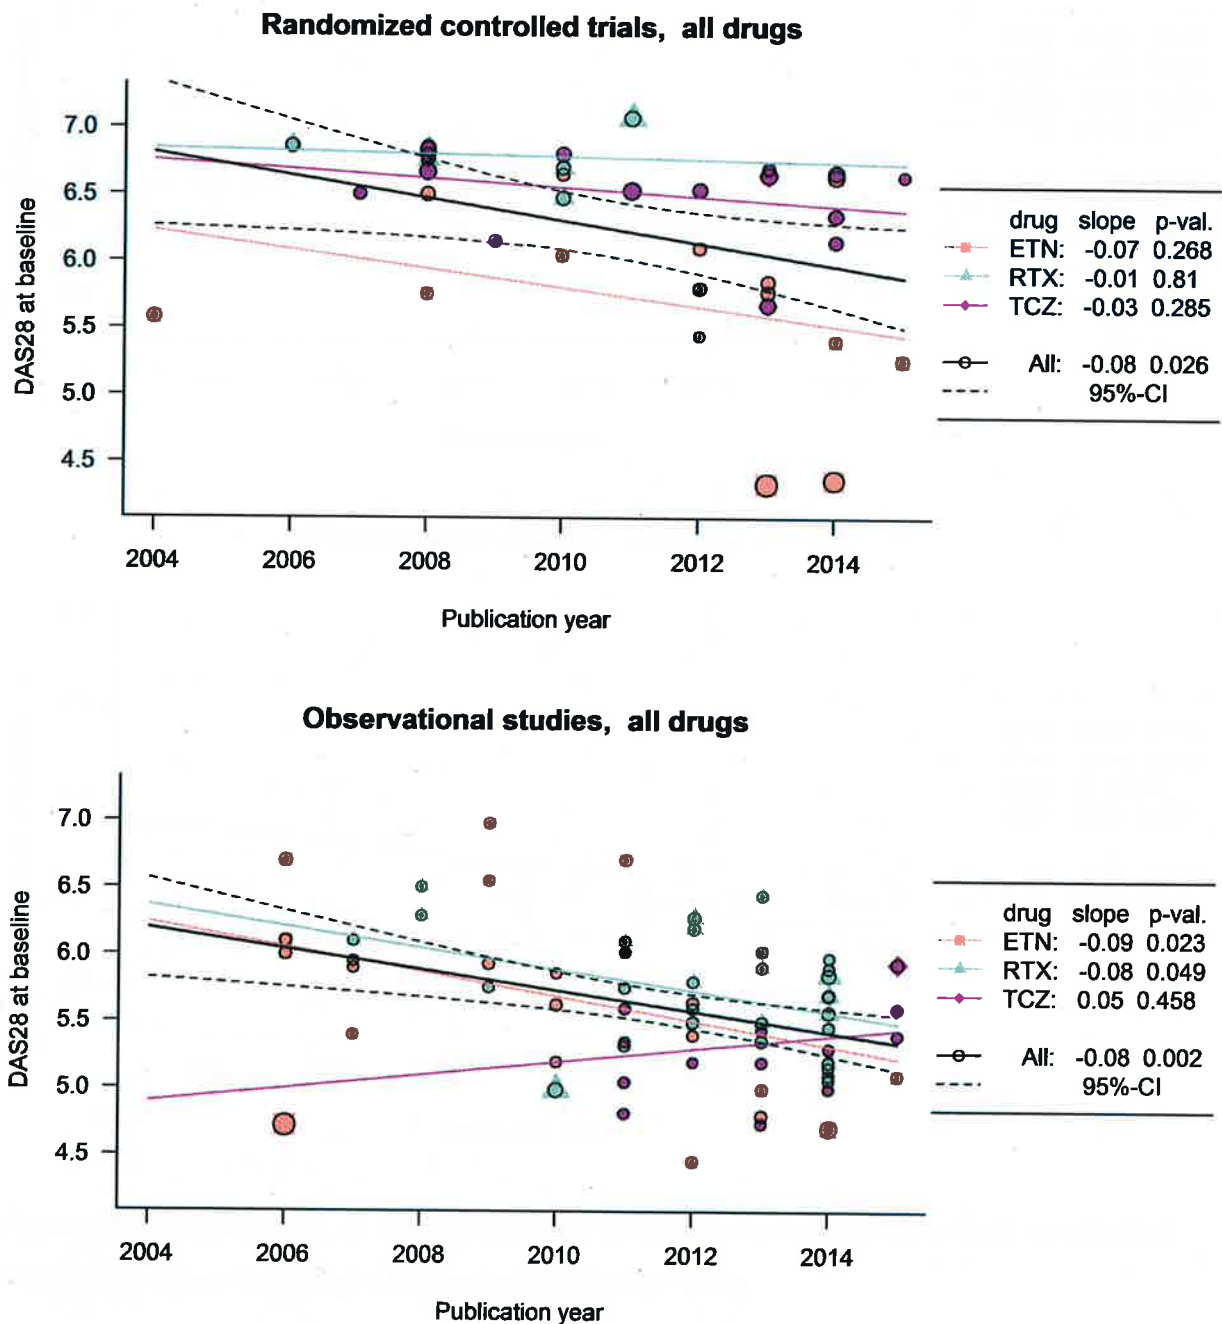 Randomized controlled trials, all drugs
7.0
6.5
6.0
5.5
5.0
4.5
DAS28 at baseline
2004 2006 2008 2010 2012 2014
Publication year
drug slope p-val.
ETN: -0.07 0.268
RTX: -0.01 0.81
TCZ: -0.03 0.285
All: -0.08 0.026
95%-CI
Observational studies, all drugs
7.0
6.5
6.0
5.5
5.0
4.5
DAS28 at baseline
2004 2006 2008 2010 2012 2014
Publication year
drug slope p-val.
ETN: -0.09 0.023
RTX: -0.08 0.049
TCZ: 0.05 0.458
All: -0.08 0.002
95%-CI